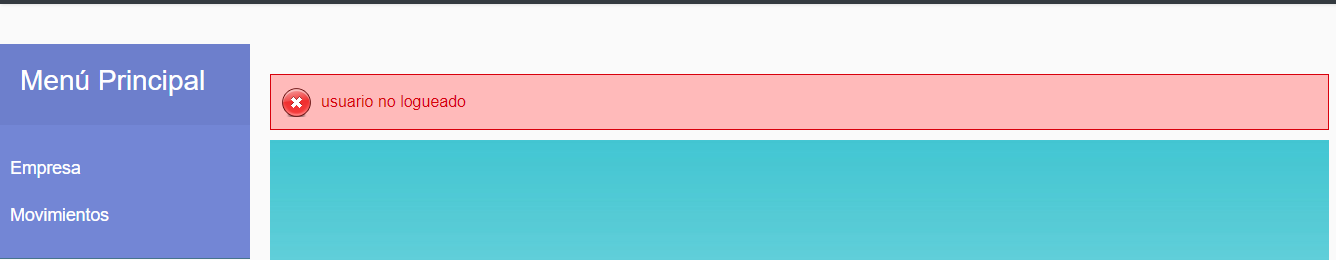 Menú Principal
usuario no logueado
Empresa
Movimientos